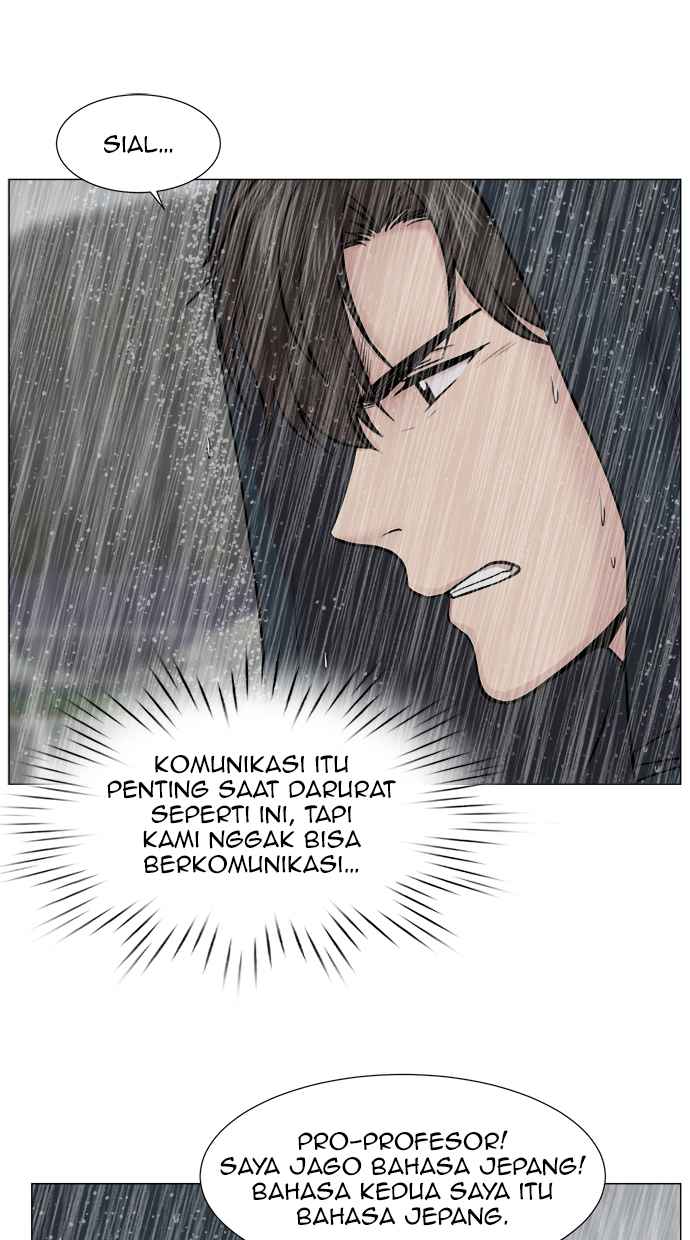 SIAL...
KOMUNIKASI ITU
PENTING SAAT DARURAT
SEPERTI INI, TAPI
KAMI NGGAK BISA
BERKOMUNIKASI...
PRO-PROFESOR!
SAYA JAGO BAHASA JEPANG!
BAHASA KEDUA SAYA ITU
BAHASA JEPANG.